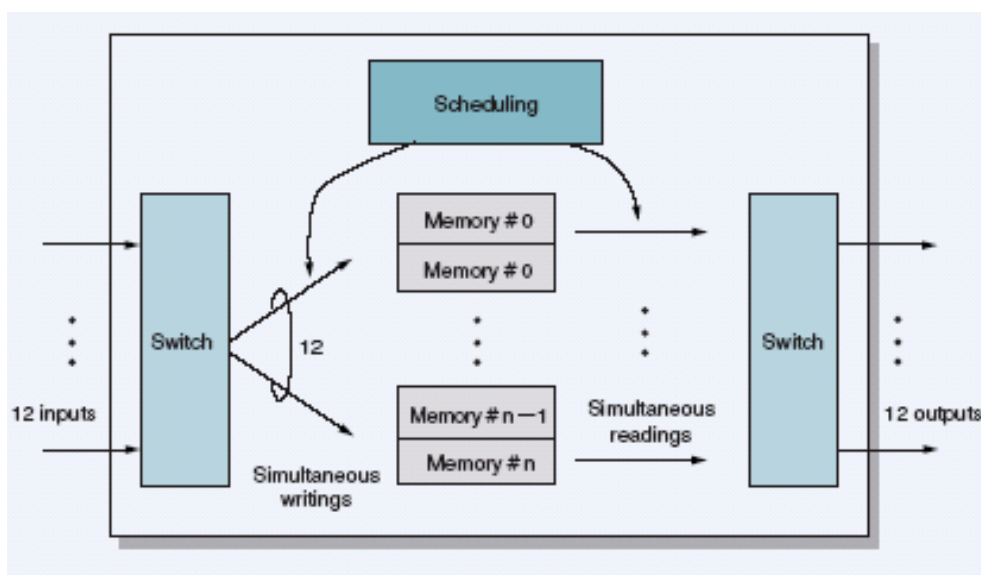 Scheduling
Memory # 0
Memory # 0
Switch
12
Switch
12 inputs
Memory # n—1
Memory # n
Simultaneous
readings
12 outputs
Simultaneous
writings